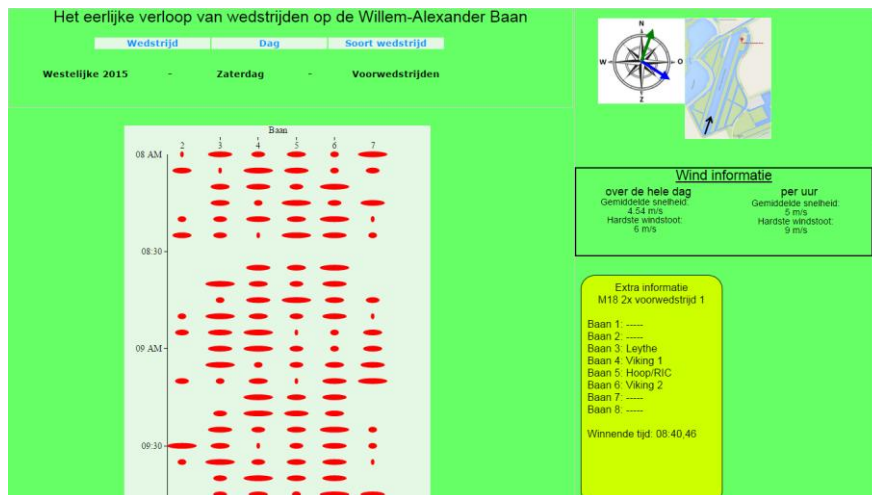 Het eerlijke verloop van wedstrijden op de Willem-Alexander Baan
Wedstrijd Dag Soort wedstrijd
Westelijke 2015 - Zaterdag - Voorwedstrijden
Baan
2 3 4 5 6 7
08 AM
08:30
09 AM
09:30
N
W O
Z
Wind informatie
over de hele dag
Gemiddelde snelheid:
4.54 m/s
Hardste windstoot:
6 m/s
per uur
Gemiddelde snelheid:
5 m/s
Hardste windstoot:
9 m/s
Extra informatie
M18 2x voorwedstrijd 1
Baan 1: -----
Baan 2: -----
Baan 3: Leythe
Baan 4: Viking 1
Baan 5: Hoop/RIC
Baan 6: Viking 2
Baan 7: -----
Baan 8: -----
Winnende tijd: 08:40,46